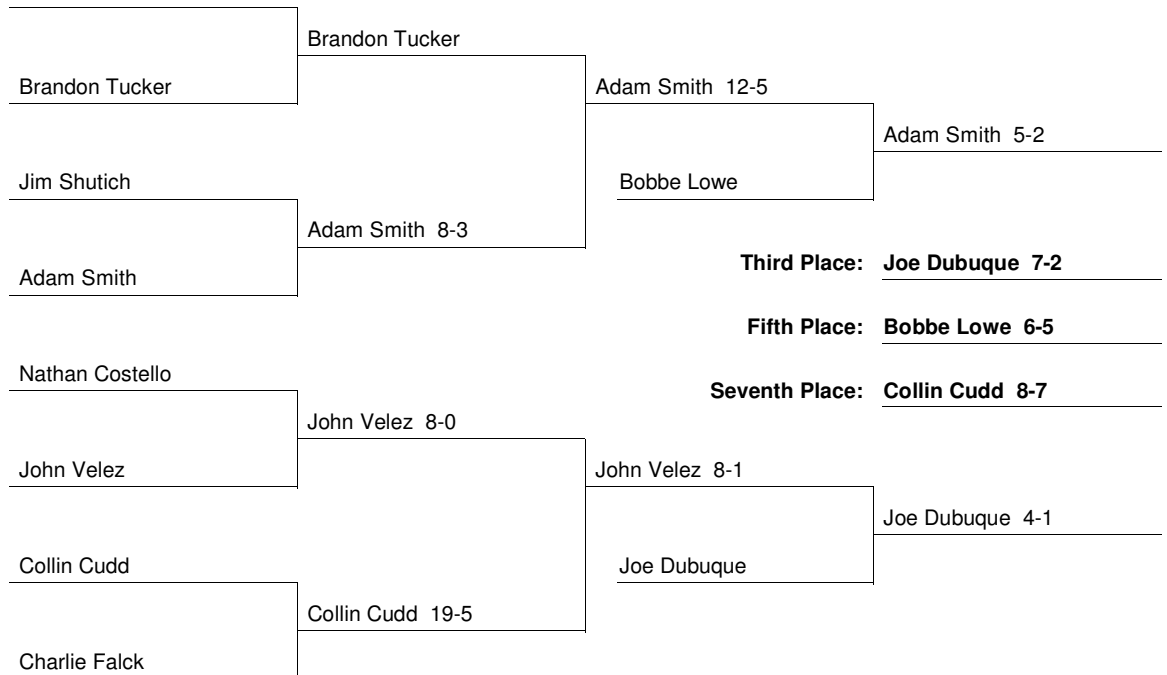 Brandon Tucker
Brandon Tucker
Adam Smith 12-5
Adam Smith 5-2
Jim Shutich
Bobbe Lowe
Adam Smith 8-3
Third Place: Joe Dubuque 7-2
Adam Smith
Fifth Place: Bobbe Lowe 6-5
Nathan Costello
Seventh Place: Collin Cudd 8-7
John Velez 8-0
John Velez
John Velez 8-1
Joe Dubuque 4-1
Collin Cudd
Joe Dubuque
Collin Cudd 19-5
Charlie Falck